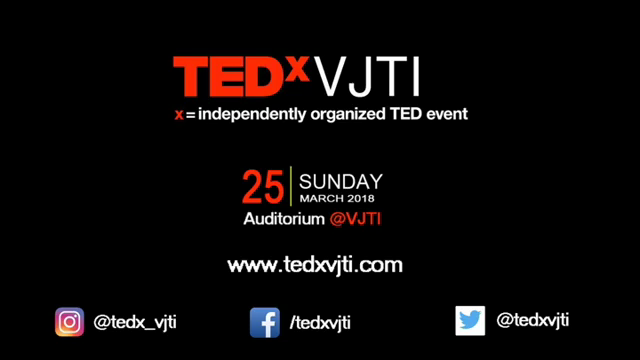 TEDxVJTI
x = independently organized TED event
25 SUNDAY
MARCH 2018
Auditorium @VJTI
www.tedxvjti.com
@tedx_vjti /tedxvjti @tedxvjti